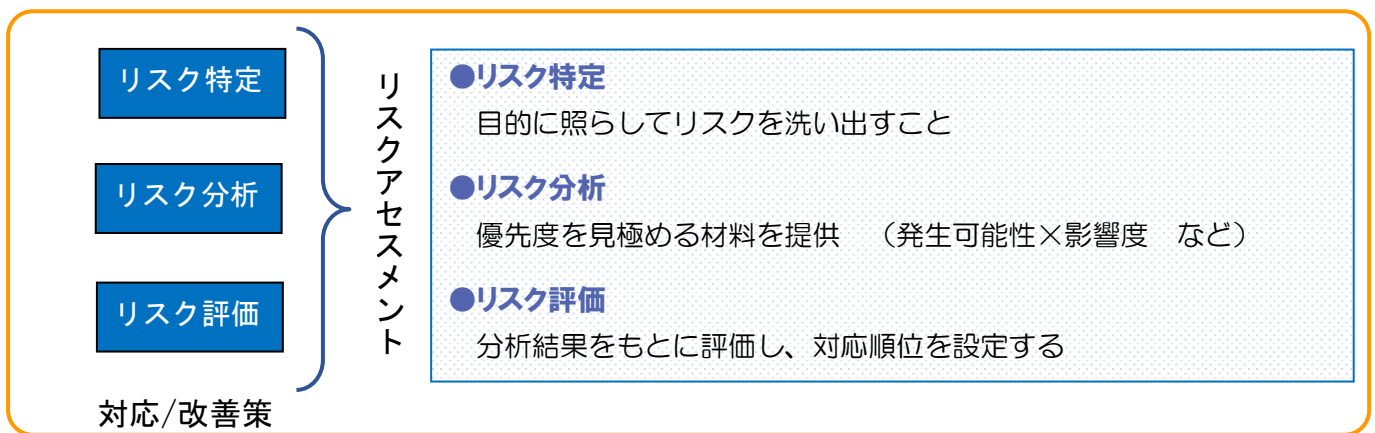 リスク特定
リスク分析
リスク評価
対応/改善策
リスクアセスメント
●リスク特定
目的に照らしてリスクを洗い出すこと
●リスク分析
優先度を見極める材料を提供　（発生可能性×影響度　など）
●リスク評価
分析結果をもとに評価し、対応順位を設定する